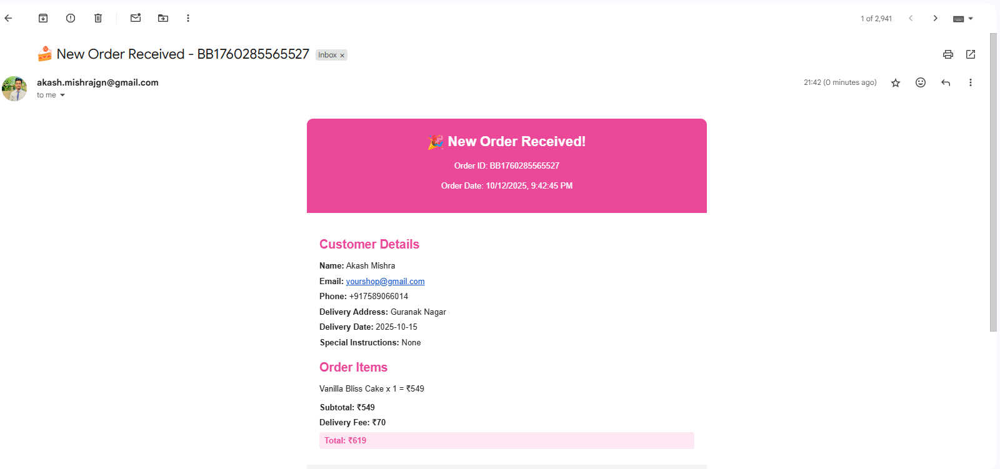 1 of 2,941
New Order Received - BB1760285565527 Inbox ×
akash.mishrajgn@gmail.com
21:42 (0 minutes ago)
to me
New Order Received!
Order ID: BB1760285565527
Order Date: 10/12/2025, 9:42:45 PM
Customer Details
Name: Akash Mishra
Email: yourshop@gmail.com
Phone: +917589066014
Delivery Address: Guranak Nagar
Delivery Date: 2025-10-15
Special Instructions: None
Order Items
Vanilla Bliss Cake x 1 = ₹549
Subtotal: ₹549
Delivery Fee: ₹70
Total: ₹619